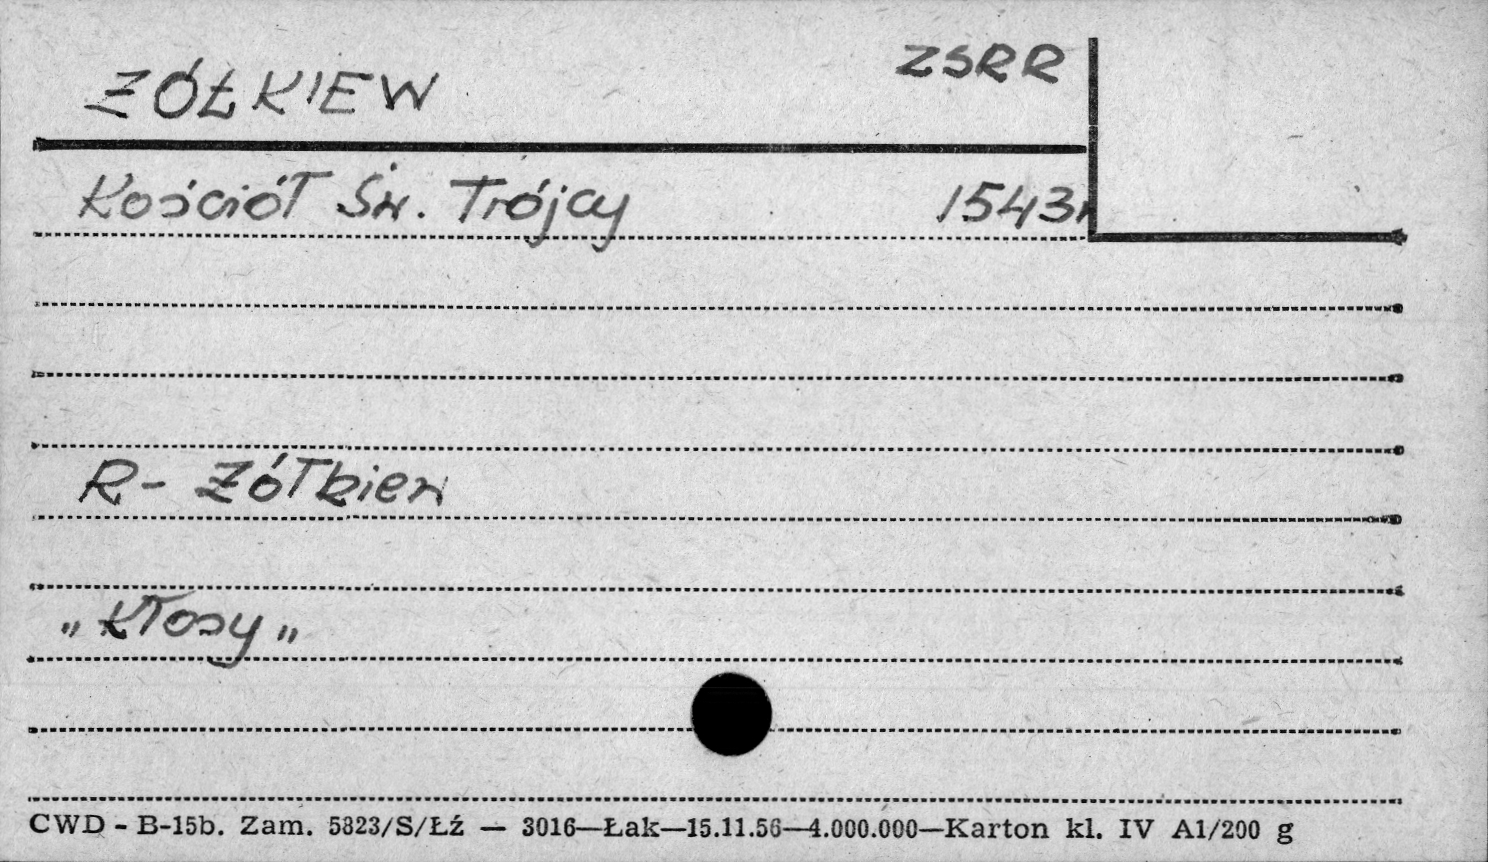 ŻÓŁKIEW ZSRR
Kościół Św. Trójcy 1543r
R- Żółkiew
„Kłosy"
CWD - B-15b. Zam. 5823/S/Łź — 3016—Łak—15.11.56—4.000.000—Karton kl. IV A1/200 g